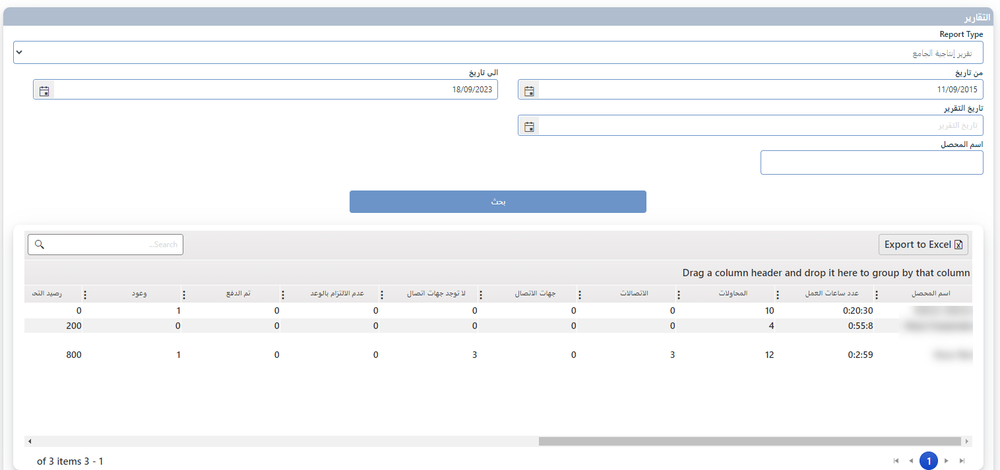 التقارير
Report Type
تقرير إنتاجية الجامع
من تاريخ
الى تاريخ
11/09/2015
18/09/2023
تاريخ التقرير
تاريخ التقرير
اسم المحصل
بحث
Export to Excel
Search...
Drag a column header and drop it here to group by that column
اسم المحصل عدد ساعات العمل المحاولات الاتصالات جهات الاتصال لا توجد جهات اتصال عدم الالتزام بالوعد تم الدفع وعود رصيد التحـ
0:20:30 10 0 0 0 0 0 1 0
0:55:8 4 0 0 0 0 0 0 200
0:2:59 12 3 0 3 0 0 1 800
1
of 3 items 3 - 1